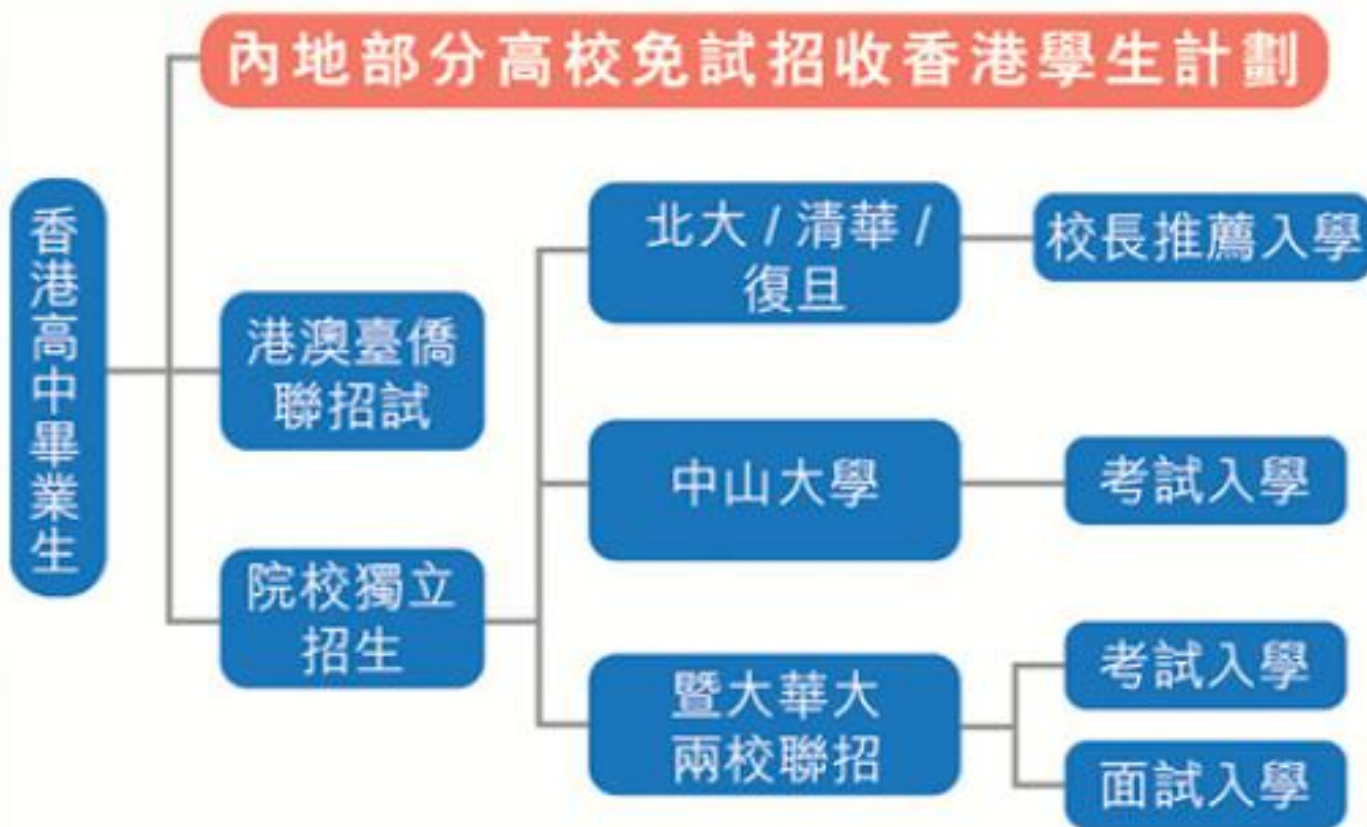 內地部分高校免試招收香港學生計劃
香港高中畢業生
港澳臺僑
聯招試
院校獨立
招生
北大 / 清華 /
復旦
校長推薦入學
中山大學
考試入學
暨大華大
兩校聯招
考試入學
面試入學